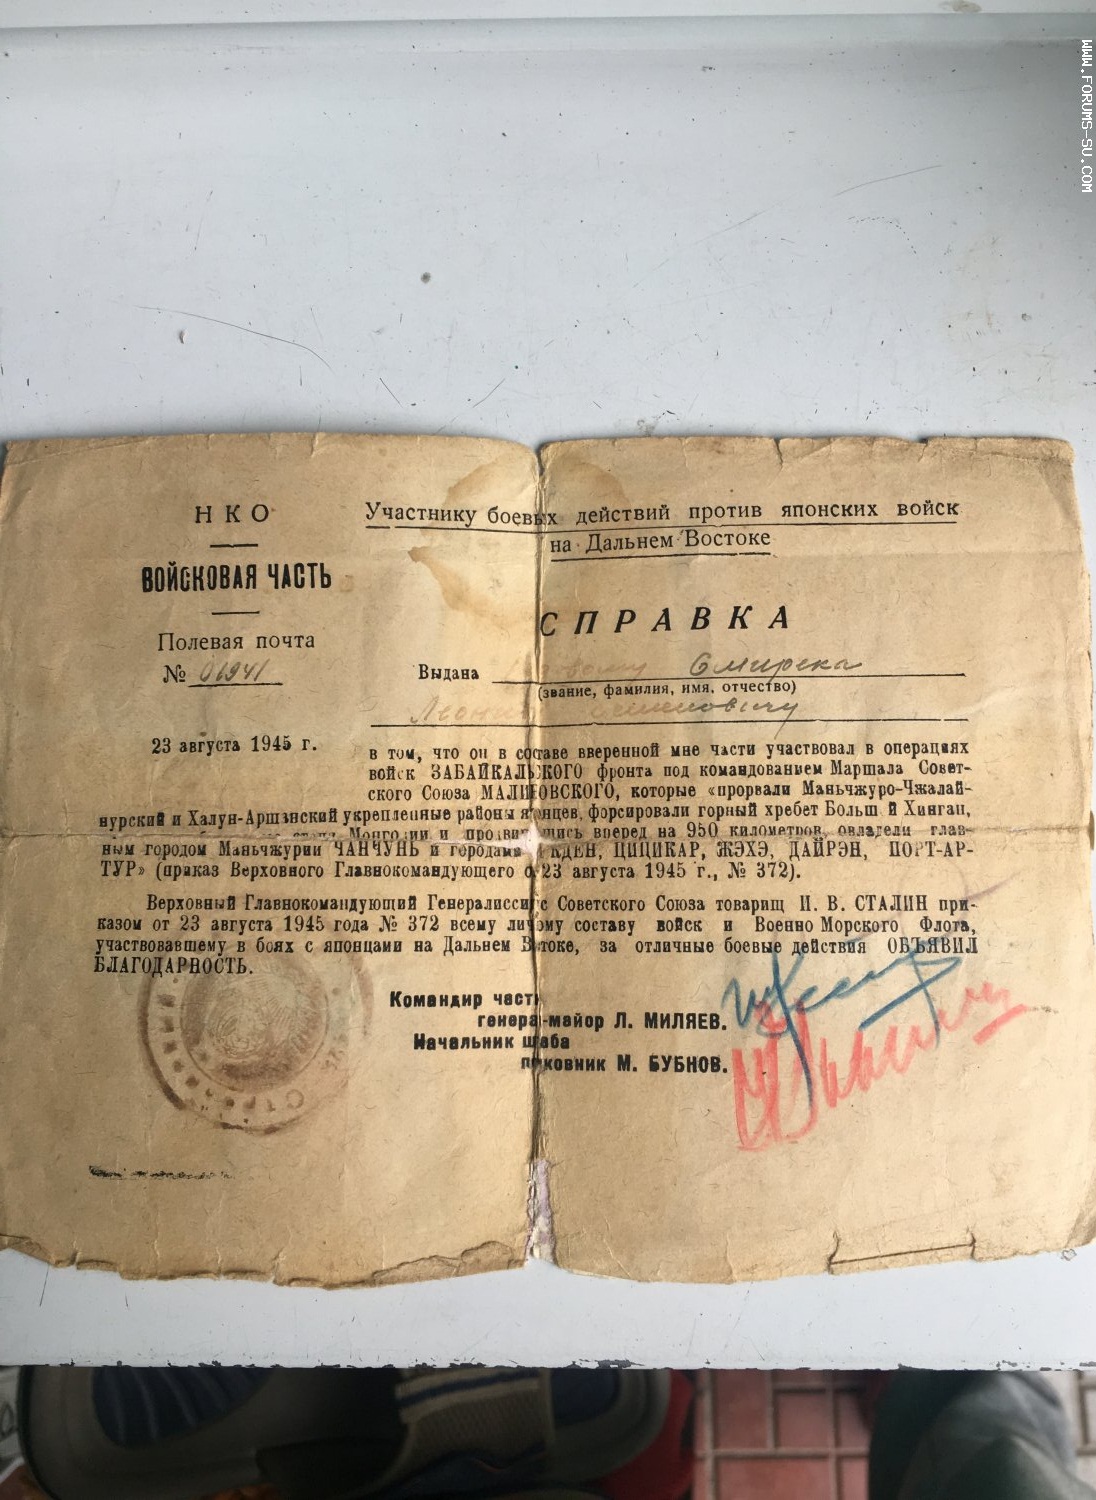 WWW.FORUMS-SU.COM
НКО
ВОЙСКОВАЯ ЧАСТЬ
Полевая почта
№ 01941
23 августа 1945 г.
Участнику боевых действий против японских войск
на Дальнем Востоке
СПРАВКА
Выдана
(звание, фамилия, имя, отчество)
в том, что он в составе вверенной мне части участвовал в операциях
войск ЗАБАЙКАЛЬСКОГО фронта под командованием Маршала Совет-
ского Союза МАЛИНОВСКОГО, которые «прорвали Маньчжуро-Чжалай-
нурский и Халун-Аршанский укрепленные районы японцев, форсировали горный хребет Большой Хинган,
Монголии и продвинулись вперед на 950 километров, овладели глав-
ным городом Маньчжурии ЧАНЧУНЬ и городами МУКДЕН, ЦИЦИКАР, ЖЭХЭ, ДАЙРЭН, ПОРТ-АР-
ТУР» (приказ Верховного Главнокомандующего от 23 августа 1945 г., № 372).
Верховный Главнокомандующий Генералиссимус Советского Союза товарищ И. В. СТАЛИН при-
казом от 23 августа 1945 года № 372 всему личному составу войск и Военно Морского Флота,
участвовавшему в боях с японцами на Дальнем Востоке, за отличные боевые действия ОБЪЯВИЛ
БЛАГОДАРНОСТЬ.
Командир части
генерал-майор Л. МИЛЯЕВ.
Начальник штаба
полковник М. БУБНОВ.